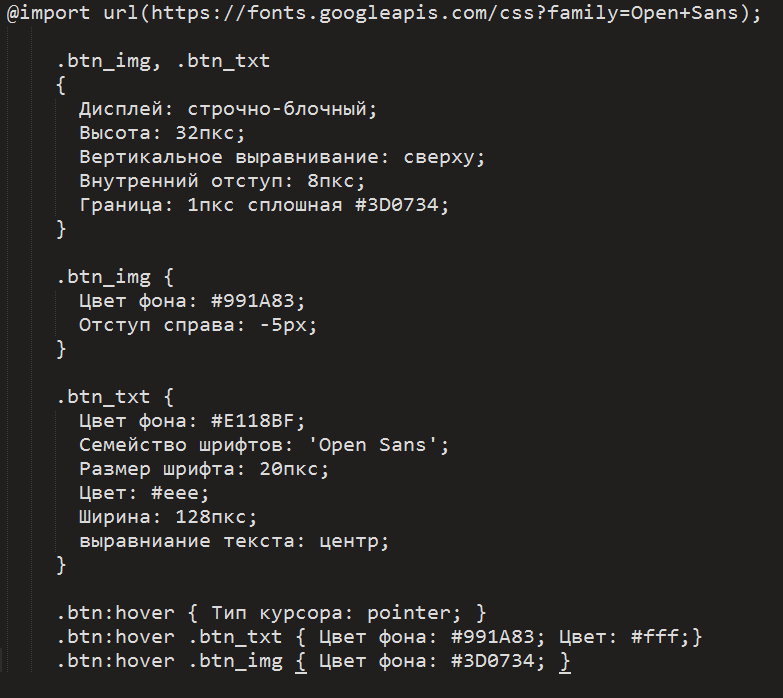 @import url(https://fonts.googleapis.com/css?family=Open+Sans);
.btn_img, .btn_txt
{
Дисплей: строчно-блочный;
Высота: 32пкс;
Вертикальное выравнивание: сверху;
Внутренний отступ: 8пкс;
Граница: 1пкс сплошная #3D0734;
}
.btn_img {
Цвет фона: #991A83;
Отступ справа: -5px;
}
.btn_txt {
Цвет фона: #E118BF;
Семейство шрифтов: 'Open Sans';
Размер шрифта: 20пкс;
Цвет: #eee;
Ширина: 128пкс;
выравниание текста: центр;
}
.btn:hover { Тип курсора: pointer; }
.btn:hover .btn_txt { Цвет фона: #991A83; Цвет: #fff;}
.btn:hover .btn_img { Цвет фона: #3D0734; }